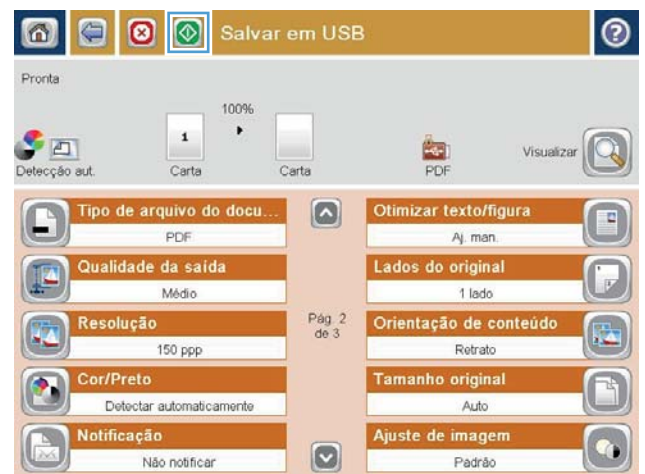 Salvar em USB
?
Pronta
100%
1
Detecção aut.
Carta
Carta
PDF
Visualizar
Tipo de arquivo do docu...
PDF
Otimizar texto/figura
Aj. man.
Qualidade da saída
Médio
Lados do original
1 lado
Resolução
150 ppp
Pág. 2
de 3
Orientação de conteúdo
Retrato
Cor/Preto
Detectar automaticamente
Tamanho original
Auto
Notificação
Não notificar
Ajuste de imagem
Padrão